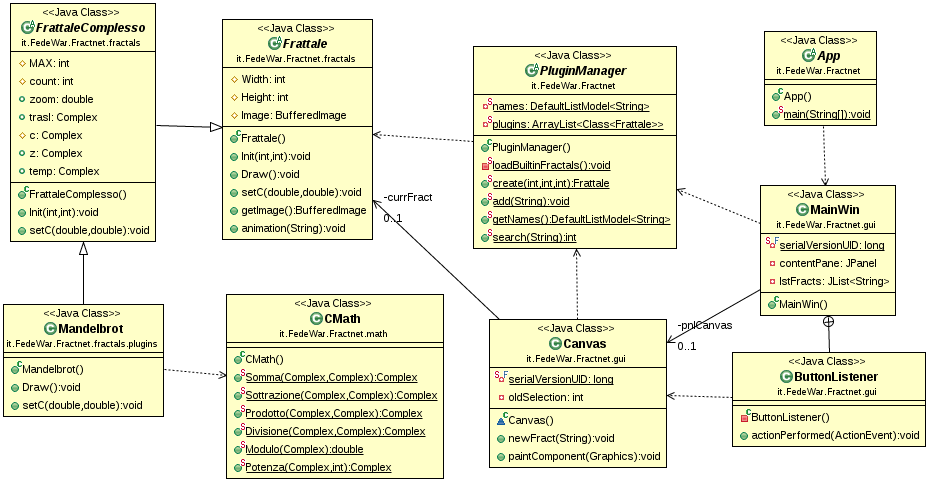 <<Java Class>>
FrattaleComplesso
it.FedeWar.Fractnet.fractals
MAX: int
count: int
zoom: double
trasl: Complex
c: Complex
z: Complex
temp: Complex
FrattaleComplesso()
Init(int,int):void
setC(double,double):void
<<Java Class>>
Frattale
it.FedeWar.Fractnet.fractals
Width: int
Height: int
Image: BufferedImage
Frattale()
Init(int,int):void
Draw():void
setC(double,double):void
getImage():BufferedImage
animation(String):void
<<Java Class>>
PluginManager
it.FedeWar.Fractnet
names: DefaultListModel<String>
plugins: ArrayList<Class<Frattale>>
PluginManager()
loadBuiltinFractals():void
create(int,int,int):Frattale
add(String):void
getNames():DefaultListModel<String>
search(String):int
<<Java Class>>
App
it.FedeWar.Fractnet
App()
main(String[]):void
<<Java Class>>
MainWin
it.FedeWar.Fractnet.gui
serialVersionUID: long
contentPane: JPanel
lstFracts: JList<String>
MainWin()
-currFract
0..1
-pnlCanvas
0..1
<<Java Class>>
Mandelbrot
it.FedeWar.Fractnet.fractals.plugins
Mandelbrot()
Draw():void
setC(double,double):void
<<Java Class>>
CMath
it.FedeWar.Fractnet.math
CMath()
Somma(Complex,Complex):Complex
Sottrazione(Complex,Complex):Complex
Prodotto(Complex,Complex):Complex
Divisione(Complex,Complex):Complex
Modulo(Complex):double
Potenza(Complex,int):Complex
<<Java Class>>
Canvas
it.FedeWar.Fractnet.gui
serialVersionUID: long
oldSelection: int
Canvas()
newFract(String):void
paintComponent(Graphics):void
<<Java Class>>
ButtonListener
it.FedeWar.Fractnet.gui
ButtonListener()
actionPerformed(ActionEvent):void